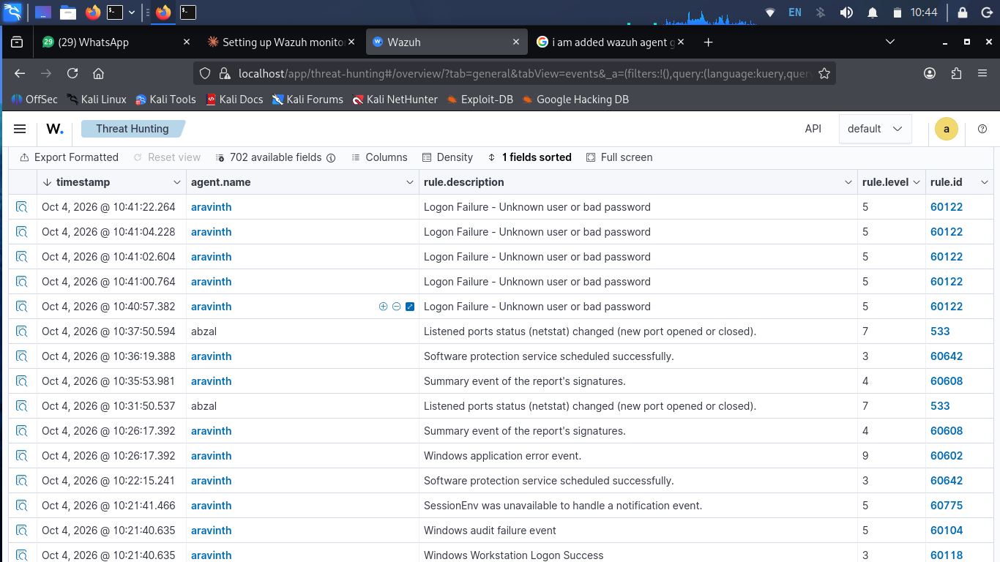 EN 10:44
29 (29) WhatsApp Setting up Wazuh monito Wazuh i am added wazuh agent g
localhost/app/threat-hunting#/overview/?tab=general&tabView=events&_a=(filters:!(),query:(language:kuery,quer
OffSec Kali Linux Kali Tools Kali Docs Kali Forums Kali NetHunter Exploit-DB Google Hacking DB
W. Threat Hunting API default a
Export Formatted Reset view 702 available fields Columns Density 1 fields sorted Full screen
timestamp agent.name rule.description rule.level rule.id
Oct 4, 2026 @ 10:41:22.264 aravinth Logon Failure - Unknown user or bad password 5 60122
Oct 4, 2026 @ 10:41:04.228 aravinth Logon Failure - Unknown user or bad password 5 60122
Oct 4, 2026 @ 10:41:02.604 aravinth Logon Failure - Unknown user or bad password 5 60122
Oct 4, 2026 @ 10:41:00.764 aravinth Logon Failure - Unknown user or bad password 5 60122
Oct 4, 2026 @ 10:40:57.382 aravinth Logon Failure - Unknown user or bad password 5 60122
Oct 4, 2026 @ 10:37:50.594 abzal Listened ports status (netstat) changed (new port opened or closed). 7 533
Oct 4, 2026 @ 10:36:19.388 aravinth Software protection service scheduled successfully. 3 60642
Oct 4, 2026 @ 10:35:53.981 aravinth Summary event of the report's signatures. 4 60608
Oct 4, 2026 @ 10:31:50.537 abzal Listened ports status (netstat) changed (new port opened or closed). 7 533
Oct 4, 2026 @ 10:26:17.392 aravinth Summary event of the report's signatures. 4 60608
Oct 4, 2026 @ 10:26:17.392 aravinth Windows application error event. 9 60602
Oct 4, 2026 @ 10:22:15.241 aravinth Software protection service scheduled successfully. 3 60642
Oct 4, 2026 @ 10:21:41.466 aravinth SessionEnv was unavailable to handle a notification event. 5 60775
Oct 4, 2026 @ 10:21:40.635 aravinth Windows audit failure event 5 60104
Oct 4, 2026 @ 10:21:40.635 aravinth Windows Workstation Logon Success 3 60118